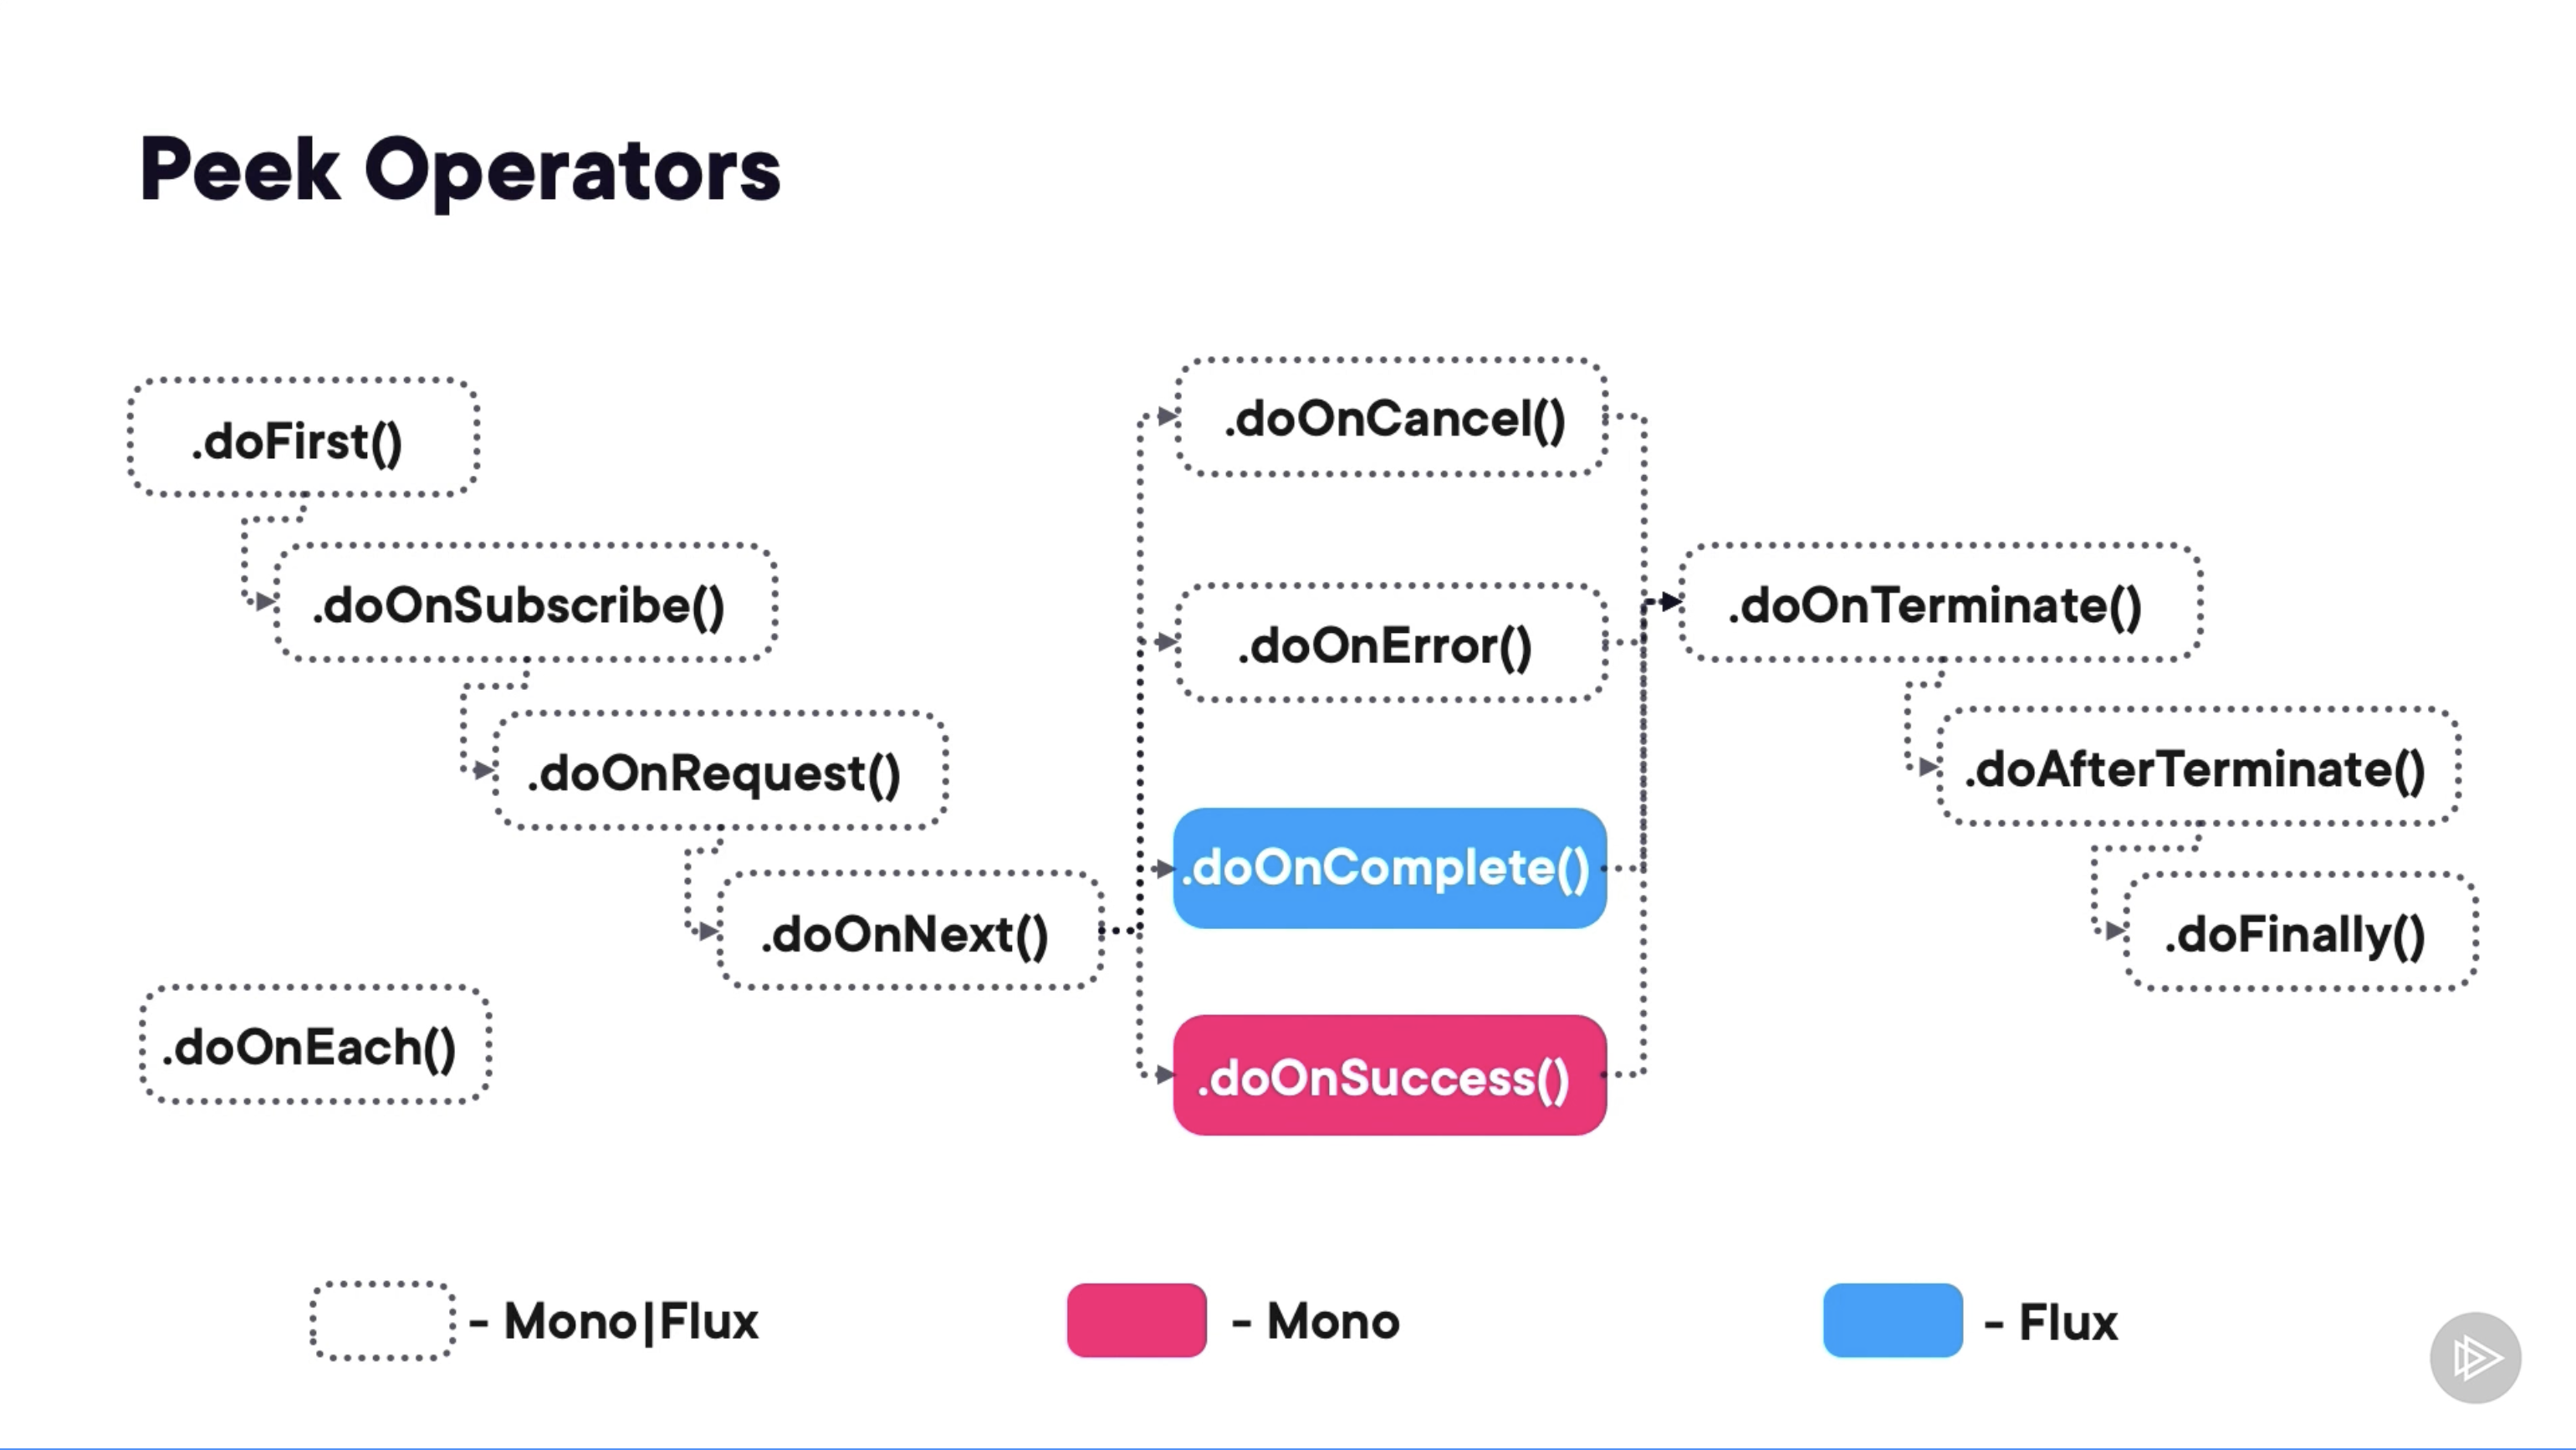 Peek Operators
.doFirst()
.doOnSubscribe()
.doOnRequest()
.doOnNext()
.doOnEach()
.doOnCancel()
.doOnError()
.doOnComplete()
.doOnSuccess()
.doOnTerminate()
.doAfterTerminate()
.doFinally()
- Mono|Flux
- Mono
- Flux